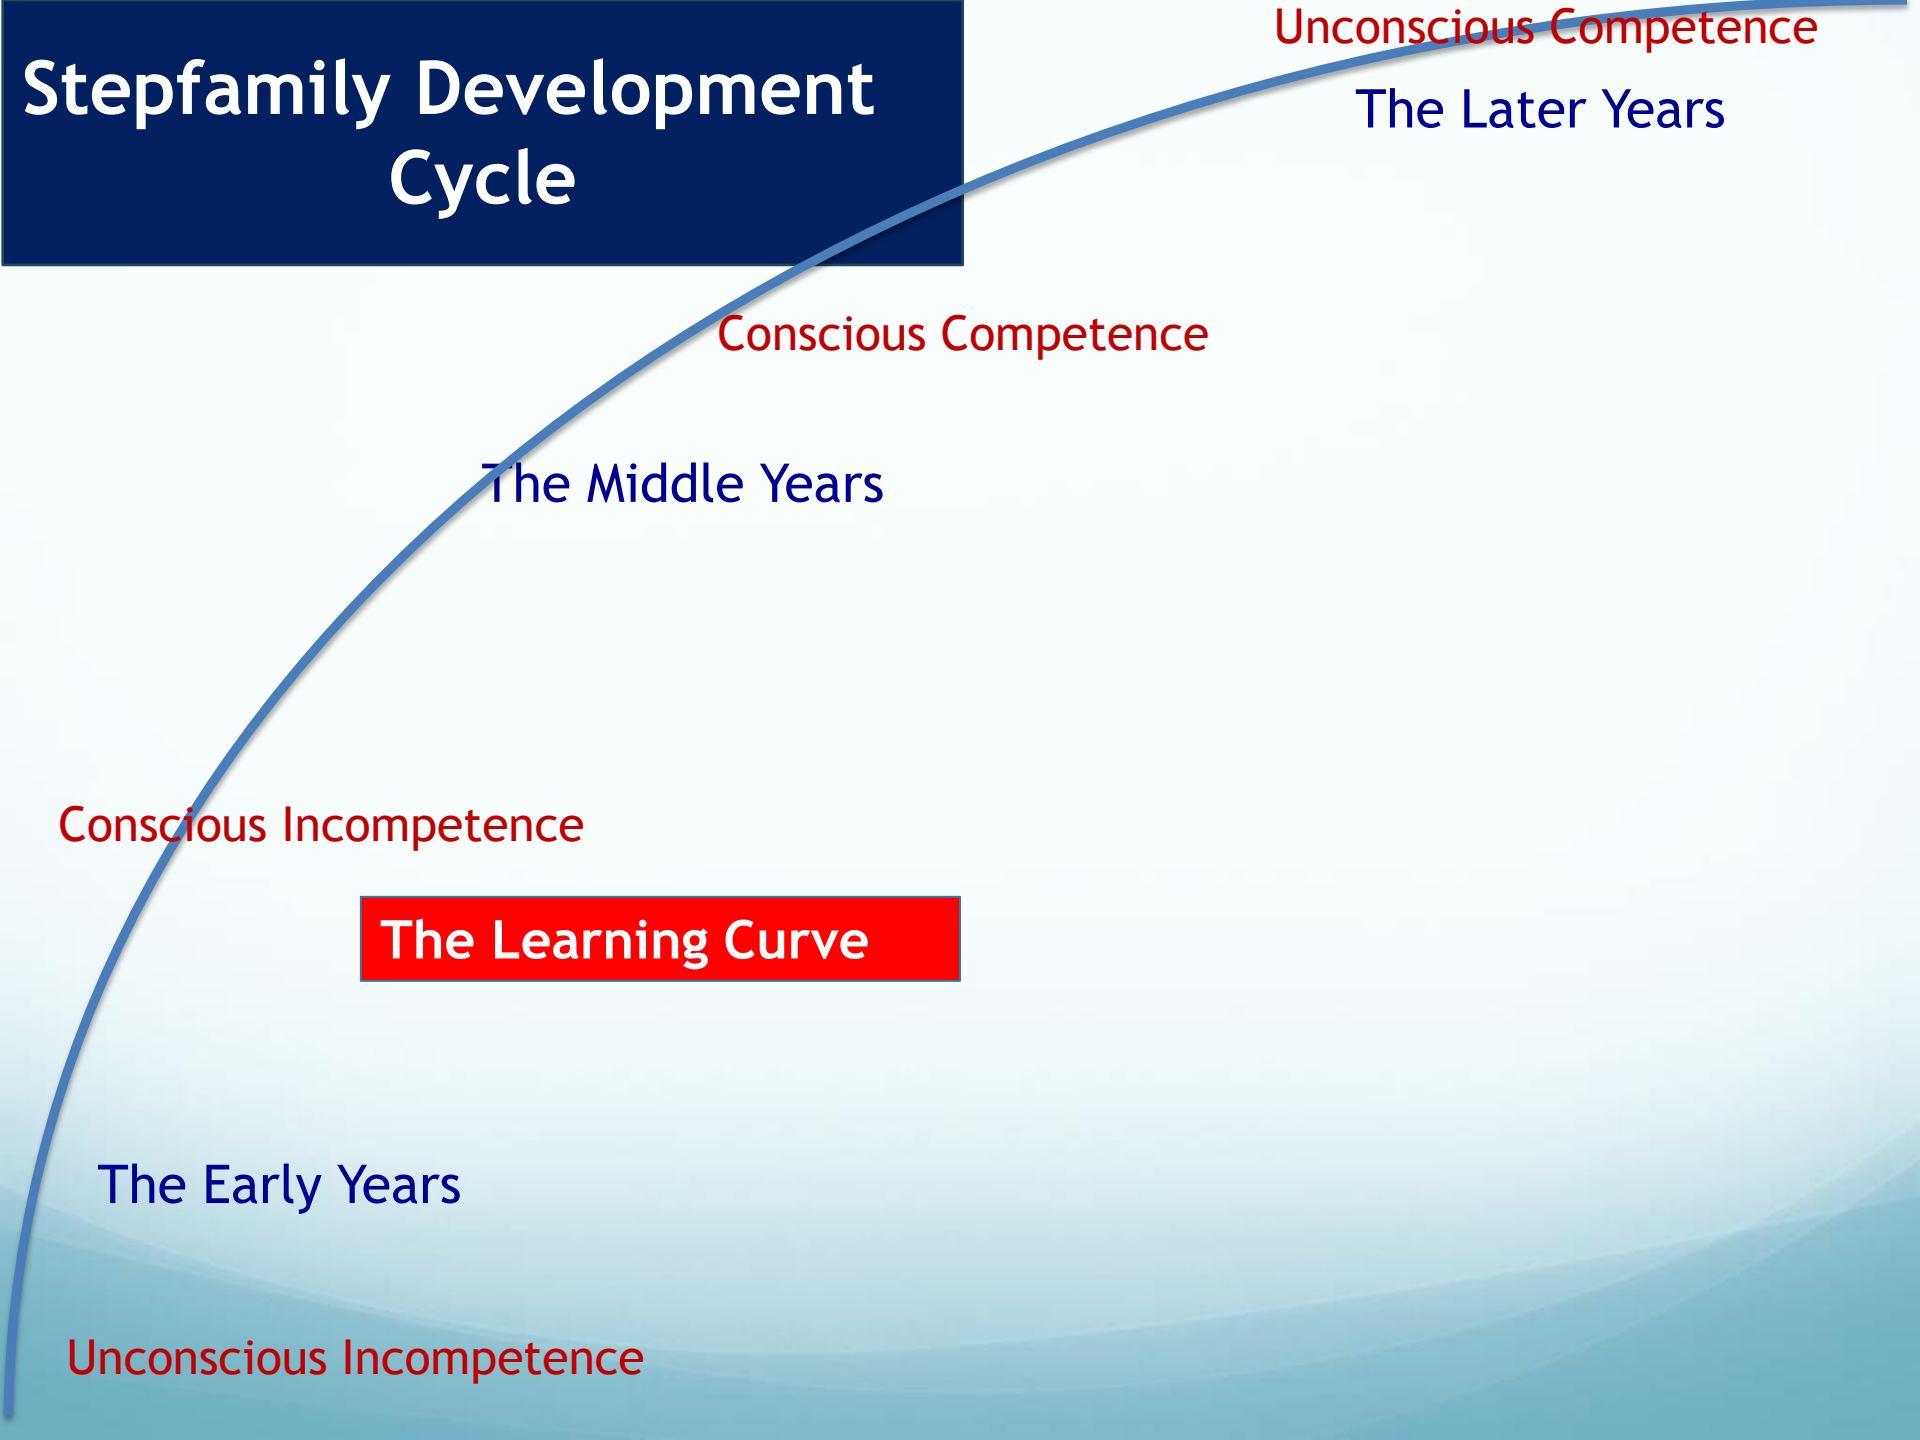 Stepfamily Development
Cycle
Unconscious Competence
The Later Years
Conscious Competence
The Middle Years
Conscious Incompetence
The Learning Curve
The Early Years
Unconscious Incompetence